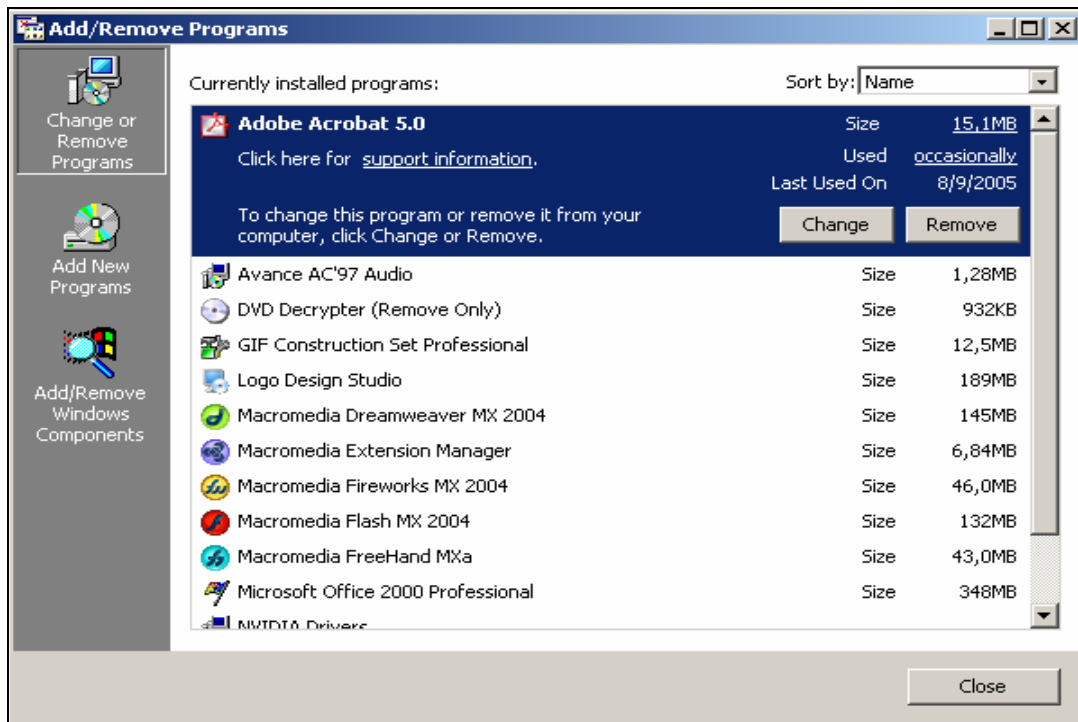 Add/Remove Programs
Change or
Remove
Programs
Add New
Programs
Add/Remove
Windows
Components
Currently installed programs:
Sort by: Name
Adobe Acrobat 5.0 Size 15,1MB
Click here for support information. Used occasionally
Last Used On 8/9/2005
To change this program or remove it from your
computer, click Change or Remove.
Change Remove
Avance AC'97 Audio Size 1,28MB
DVD Decrypter (Remove Only) Size 932KB
GIF Construction Set Professional Size 12,5MB
Logo Design Studio Size 189MB
Macromedia Dreamweaver MX 2004 Size 145MB
Macromedia Extension Manager Size 6,84MB
Macromedia Fireworks MX 2004 Size 46,0MB
Macromedia Flash MX 2004 Size 132MB
Macromedia FreeHand MXa Size 43,0MB
Microsoft Office 2000 Professional Size 348MB
NVIDIA Drivers
Close